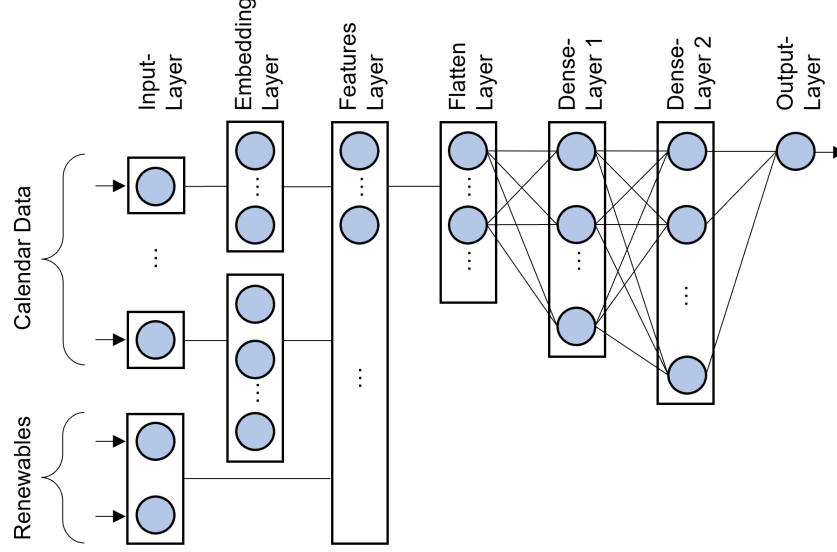 Input-
Layer
Embedding
Layer
Features
Layer
Flatten
Layer
Dense-
Layer 1
Dense-
Layer 2
Output-
Layer
Calendar Data
Renewables